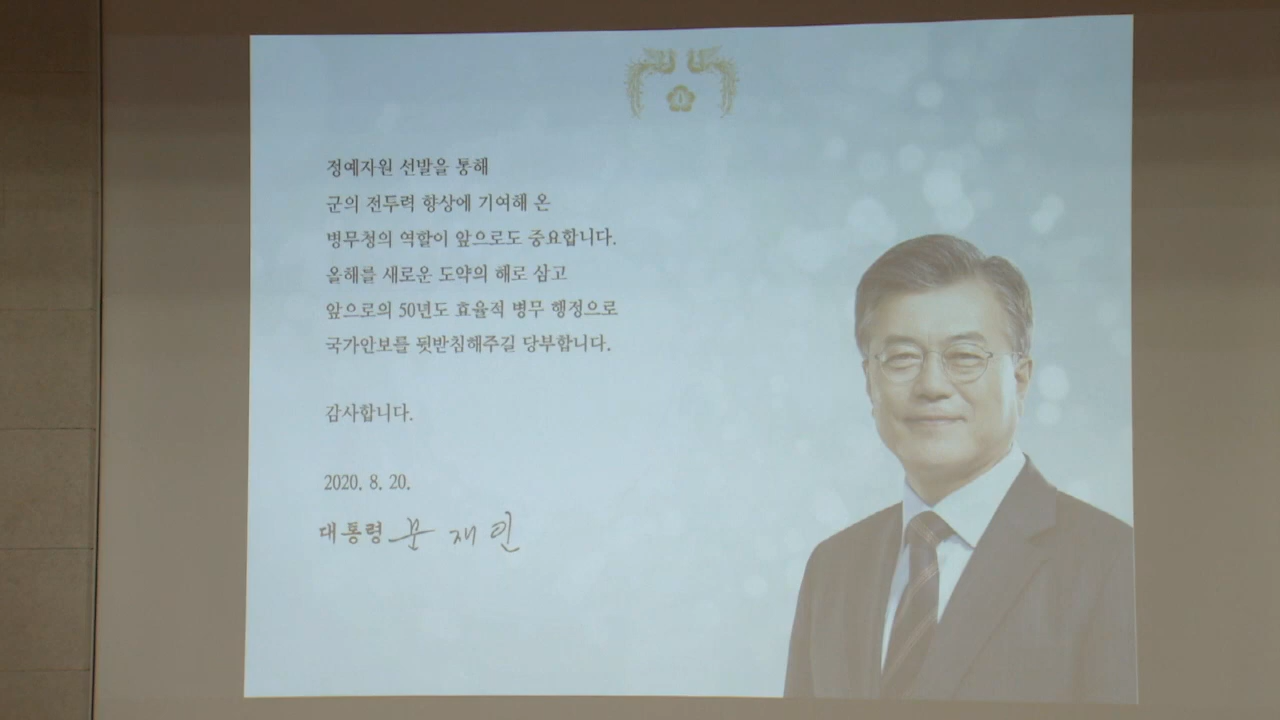 정예자원 선발을 통해
군의 전투력 향상에 기여해 온
병무청의 역할이 앞으로도 중요합니다.
올해를 새로운 도약의 해로 삼고
앞으로의 50년도 효율적 병무 행정으로
국가안보를 뒷받침해주길 당부합니다.
감사합니다.
2020. 8. 20.
대통령 문재인